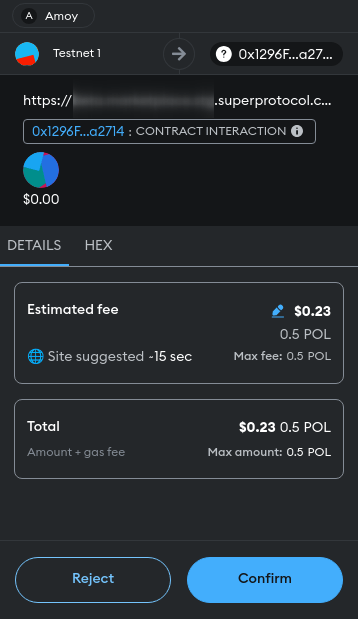 A Amoy
Testnet 1
? 0x1296F...a27...
https:// .superprotocol.c...
0x1296F...a2714 : CONTRACT INTERACTION
$0.00
DETAILS HEX
Estimated fee $0.23
0.5 POL
Site suggested ~15 sec Max fee: 0.5 POL
Total $0.23 0.5 POL
Amount + gas fee Max amount: 0.5 POL
Reject Confirm